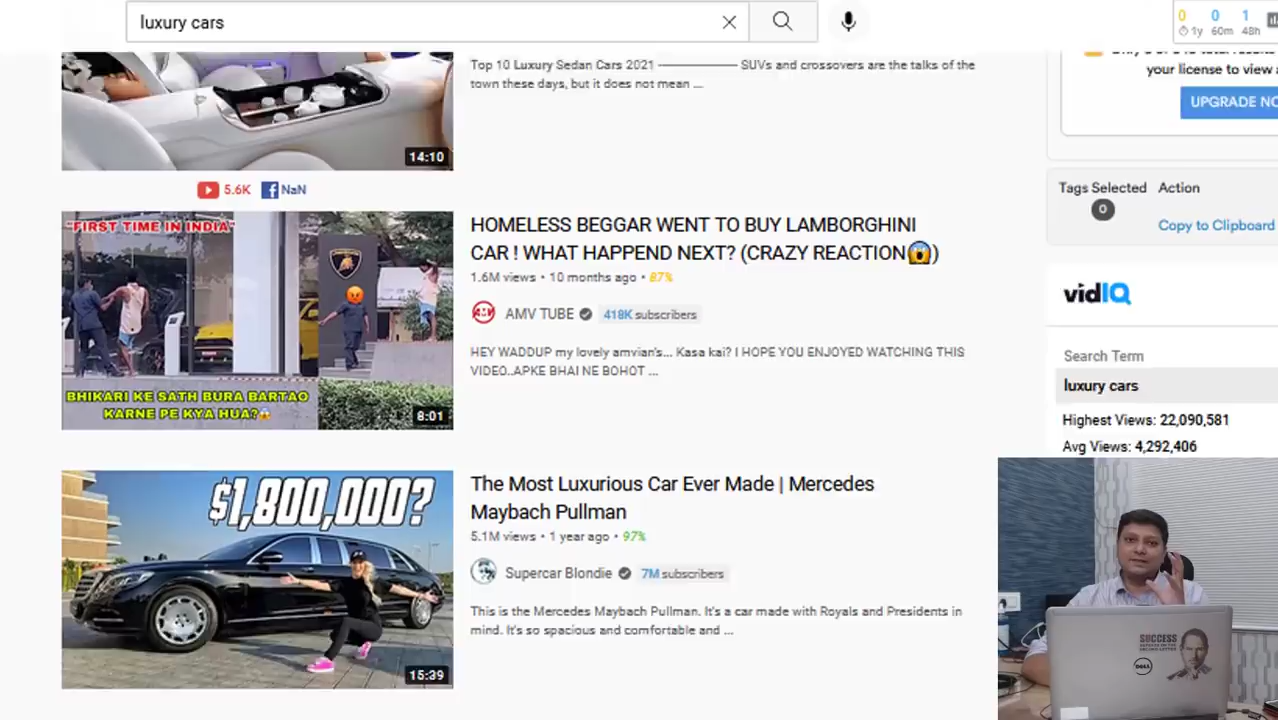 luxury cars
0 0 1
1y 60m 48h
Top 10 Luxury Sedan Cars 2021 —————— SUVs and crossovers are the talks of the
town these days, but it does not mean ...
your license to view a
UPGRADE NO
14:10
5.6K NaN
Tags Selected Action
0
Copy to Clipboard
"FIRST TIME IN INDIA"
BHIKARI KE SATH BURA BARTAO
KARNE PE KYA HUA?😱
8:01
HOMELESS BEGGAR WENT TO BUY LAMBORGHINI
CAR ! WHAT HAPPEND NEXT? (CRAZY REACTION😱)
1.6M views • 10 months ago • 87%
AMV TUBE 418K subscribers
HEY WADDUP my lovely amvian's... Kasa kai? I HOPE YOU ENJOYED WATCHING THIS
VIDEO..APKE BHAI NE BOHOT ...
vidIQ
Search Term
luxury cars
Highest Views: 22,090,581
Avg Views: 4,292,406
$1,800,000?
15:39
The Most Luxurious Car Ever Made | Mercedes
Maybach Pullman
5.1M views • 1 year ago • 97%
Supercar Blondie 7M subscribers
This is the Mercedes Maybach Pullman. It's a car made with Royals and Presidents in
mind. It's so spacious and comfortable and ...
SUCCESS
DELL